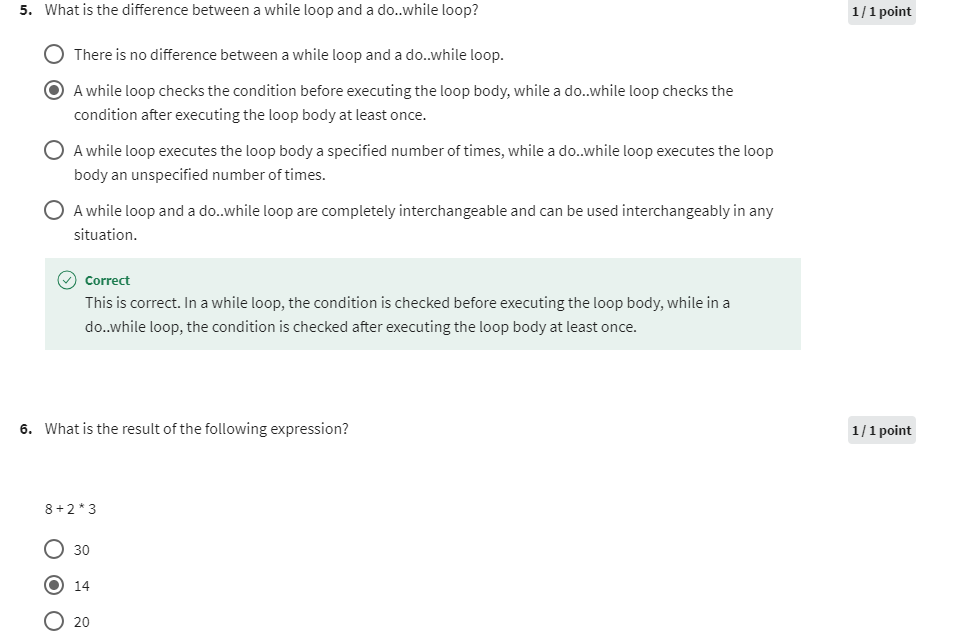 5. What is the difference between a while loop and a do..while loop?
1 / 1 point
There is no difference between a while loop and a do..while loop.
A while loop checks the condition before executing the loop body, while a do..while loop checks the
condition after executing the loop body at least once.
A while loop executes the loop body a specified number of times, while a do..while loop executes the loop
body an unspecified number of times.
A while loop and a do..while loop are completely interchangeable and can be used interchangeably in any
situation.
Correct
This is correct. In a while loop, the condition is checked before executing the loop body, while in a
do..while loop, the condition is checked after executing the loop body at least once.
6. What is the result of the following expression?
1 / 1 point
8 + 2 * 3
30
14
20